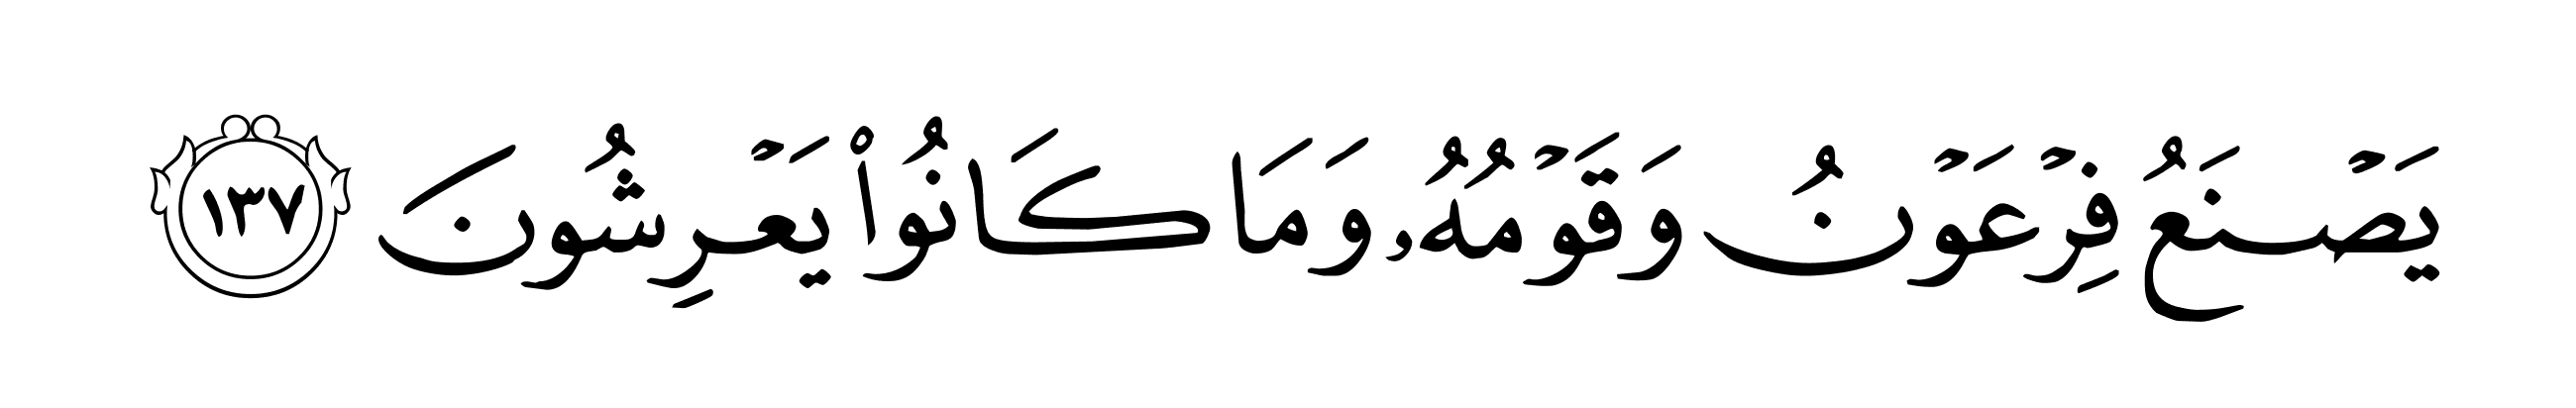 يَصۡنَعُ فِرۡعَوۡنُ وَقَوۡمُهُۥ وَمَا كَانُواْ يَعۡرِشُونَ ١٣٧